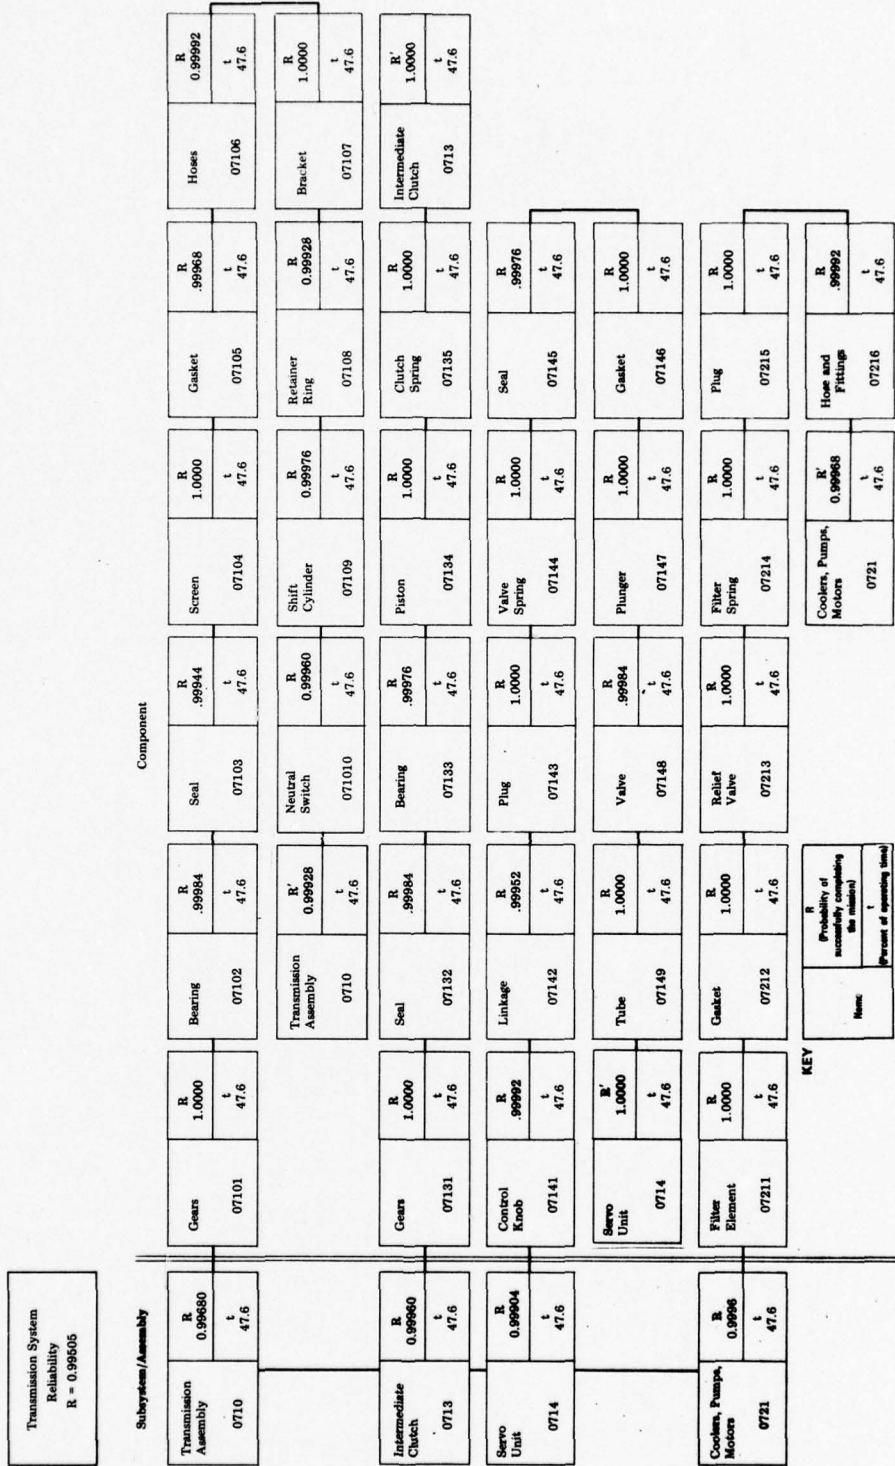 Transmission System
Reliability
R = 0.99505
Subsystem/Assembly
Component
Transmission
Assembly
0710
R
0.99680
t
47.6
Gears
07101
R
1.0000
t
47.6
Bearing
07102
R
.99984
t
47.6
Seal
07103
R
.99944
t
47.6
Screen
07104
R
1.0000
t
47.6
Gasket
07105
R
.99968
t
47.6
Hoses
07106
R
0.99992
t
47.6
Transmission
Assembly
0710
R'
0.99928
t
47.6
Neutral
Switch
071010
R
0.99960
t
47.6
Shift
Cylinder
07109
R
0.99976
t
47.6
Retainer
Ring
07108
R
0.99928
t
47.6
Bracket
07107
R
1.0000
t
47.6
Intermediate
Clutch
0713
R
0.99960
t
47.6
Gears
07131
R
1.0000
t
47.6
Seal
07132
R
.99984
t
47.6
Bearing
07133
R
.99976
t
47.6
Piston
07134
R
1.0000
t
47.6
Clutch
Spring
07135
R
1.0000
t
47.6
Intermediate
Clutch
0713
R'
1.0000
t
47.6
Servo
Unit
0714
R
0.99904
t
47.6
Control
Knob
07141
R
.99992
t
47.6
Linkage
07142
R
.99952
t
47.6
Plug
07143
R
1.0000
t
47.6
Valve
Spring
07144
R
1.0000
t
47.6
Seal
07145
R
.99976
t
47.6
Servo
Unit
0714
R'
1.0000
t
47.6
Tube
07149
R
1.0000
t
47.6
Valve
07148
R
.99984
t
47.6
Plunger
07147
R
1.0000
t
47.6
Gasket
07146
R
1.0000
t
47.6
Coolers, Pumps,
Motors
0721
R
0.9996
t
47.6
Filter
Element
07211
R
1.0000
t
47.6
Gasket
07212
R
1.0000
t
47.6
Relief
Valve
07213
R
1.0000
t
47.6
Filter
Spring
07214
R
1.0000
t
47.6
Plug
07215
R
1.0000
t
47.6
KEY
Name
R
(Probability of
successfully completing
the mission)
t
(Percent of operating time)
Coolers, Pumps,
Motors
0721
R'
0.99968
t
47.6
Hose and
Fittings
07216
R
.99992
t
47.6